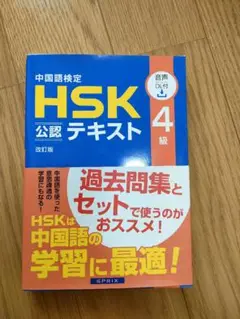 中国語検定
HSK
公認
テキスト
改訂版
音声
DL付
4級
過去問集と
セットで使うのが
おススメ!
中国語を使った
意思疎通の
学習にもなる!
HSKは
中国語の
学習に最適!
SPRIX